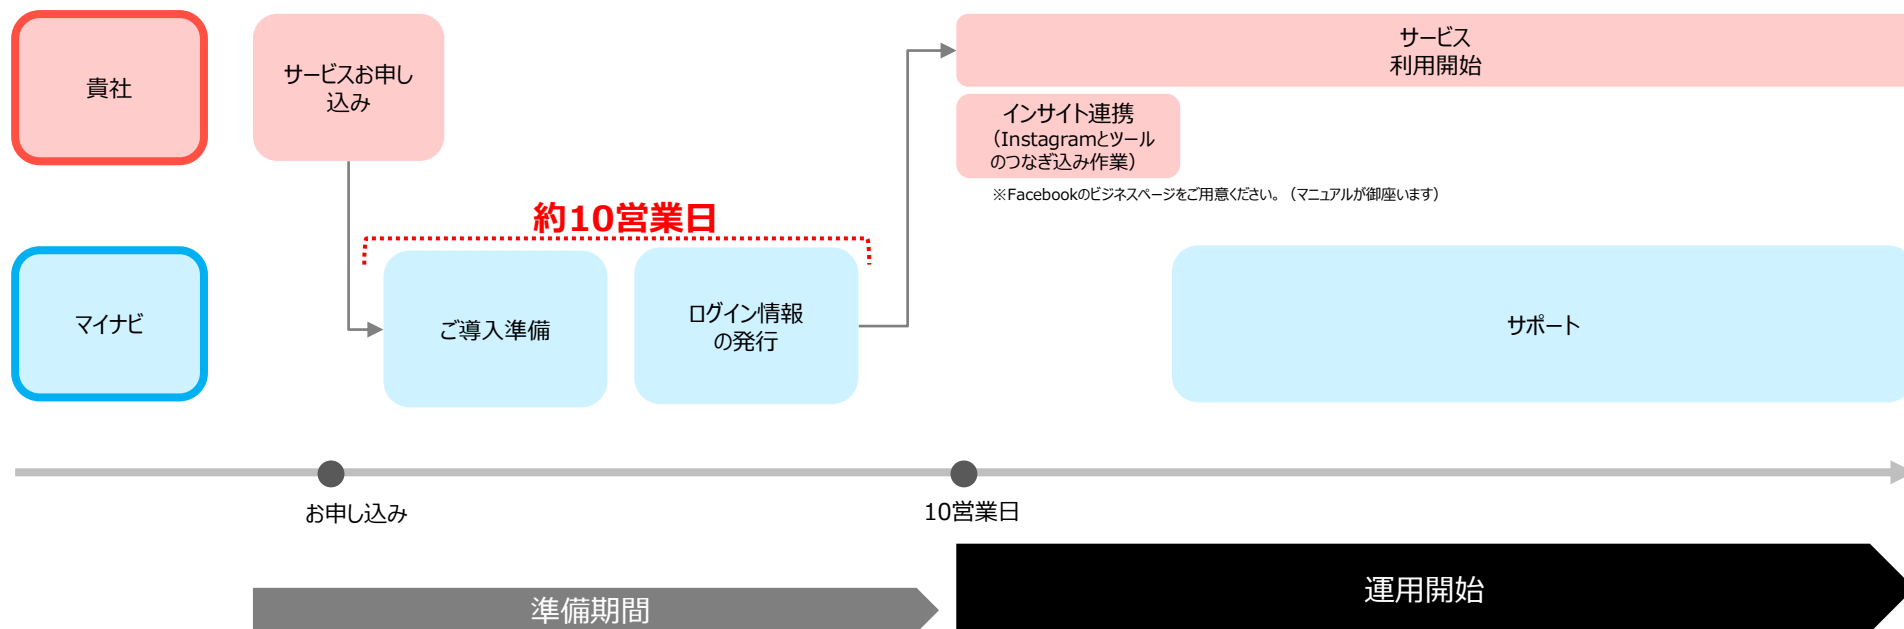 貴社
サービスお申し
込み
サービス
利用開始
インサイト連携
（Instagramとツール
のつなぎ込み作業）
※Facebookのビジネスページをご用意ください。（マニュアルが御座います）
約10営業日
マイナビ
ご導入準備
ログイン情報
の発行
サポート
お申し込み
10営業日
準備期間
運用開始